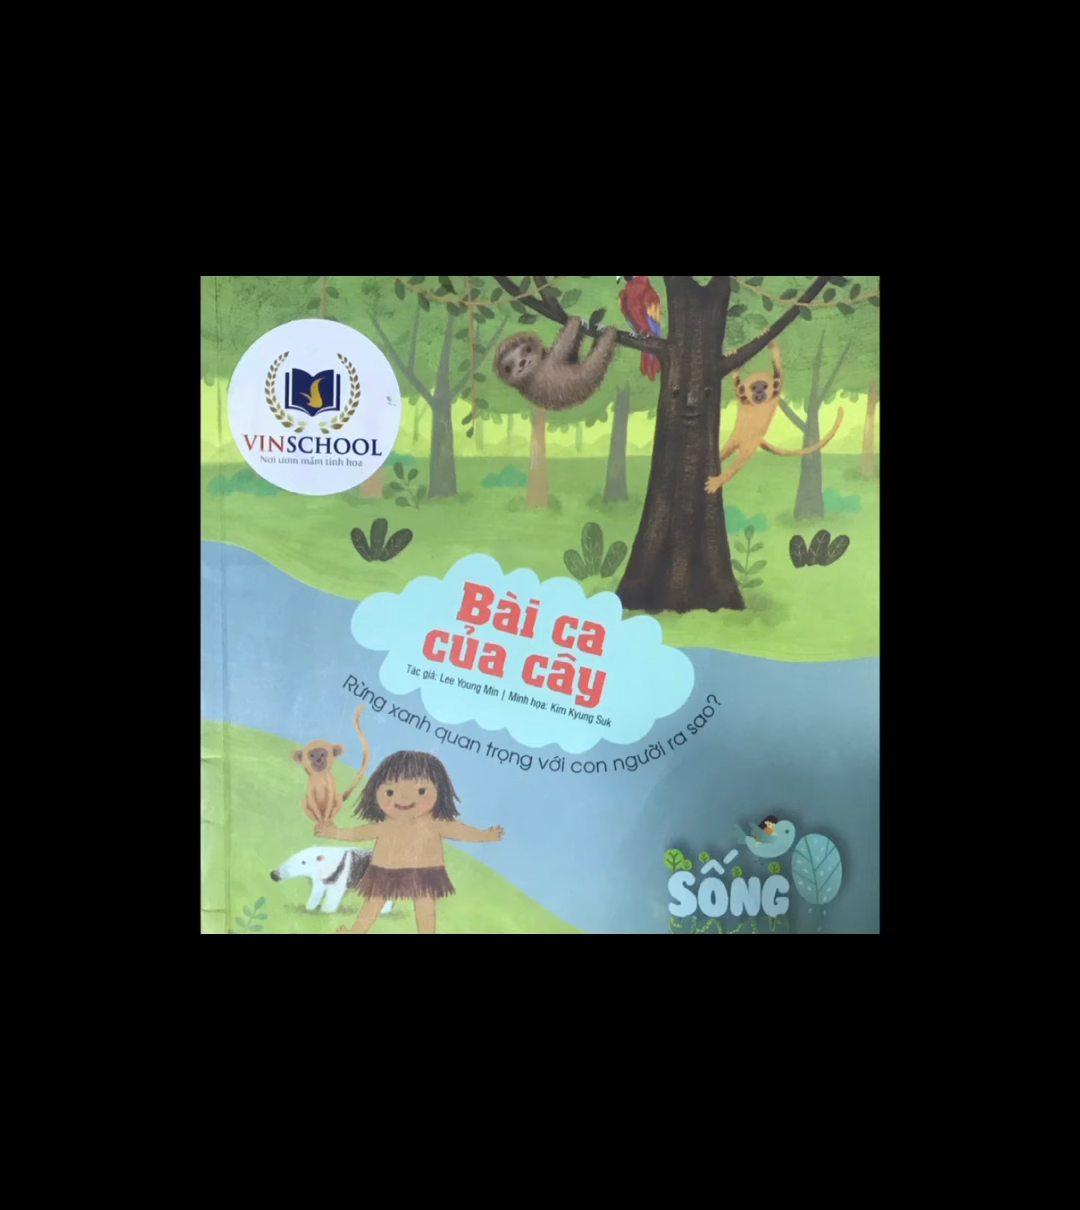 VINSCHOOL
Nơi ươm mầm tinh hoa
Bài ca
của cây
Tác giả: Lee Young Min | Minh họa: Kim Kyung Suk
Rừng xanh quan trọng với con người ra sao?
SỐNG